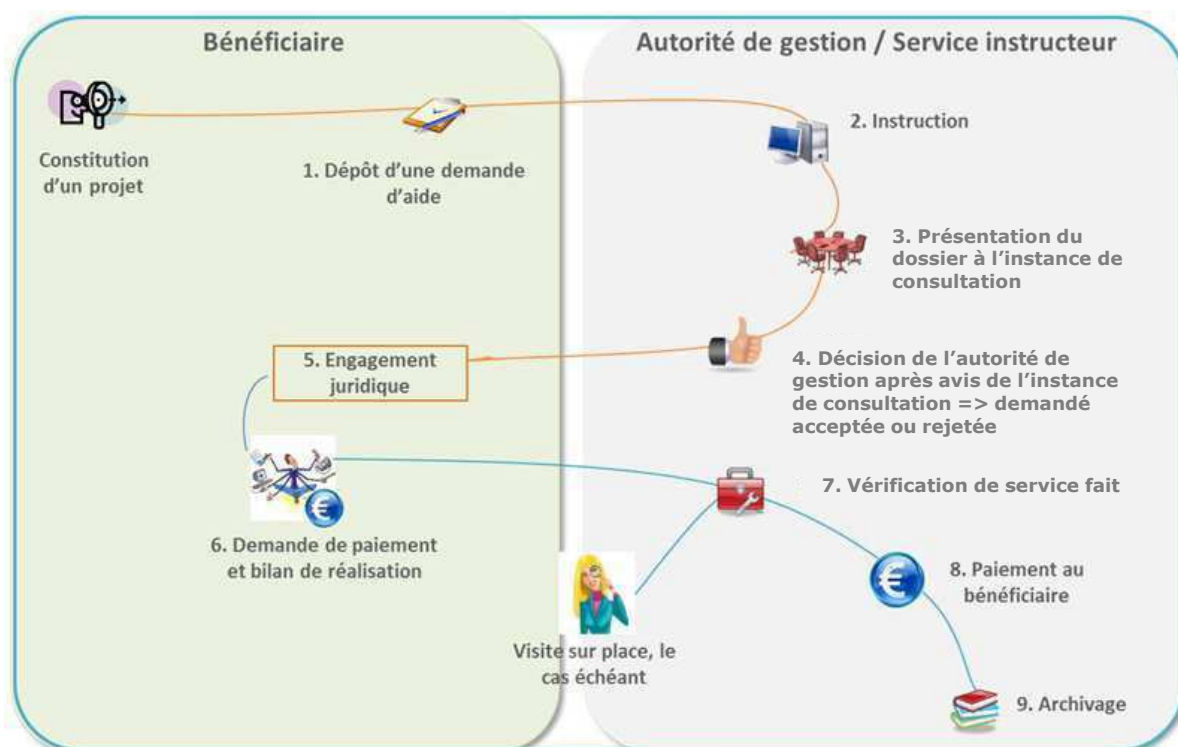 Bénéficiaire
Autorité de gestion / Service instructeur
Constitution
d'un projet
1. Dépôt d'une demande
d'aide
2. Instruction
3. Présentation du
dossier à l'instance de
consultation
4. Décision de l'autorité de
gestion après avis de l'instance
de consultation => demandé
acceptée ou rejetée
5. Engagement
juridique
6. Demande de paiement
et bilan de réalisation
7. Vérification de service fait
Visite sur place, le
cas échéant
8. Paiement au
bénéficiaire
9. Archivage